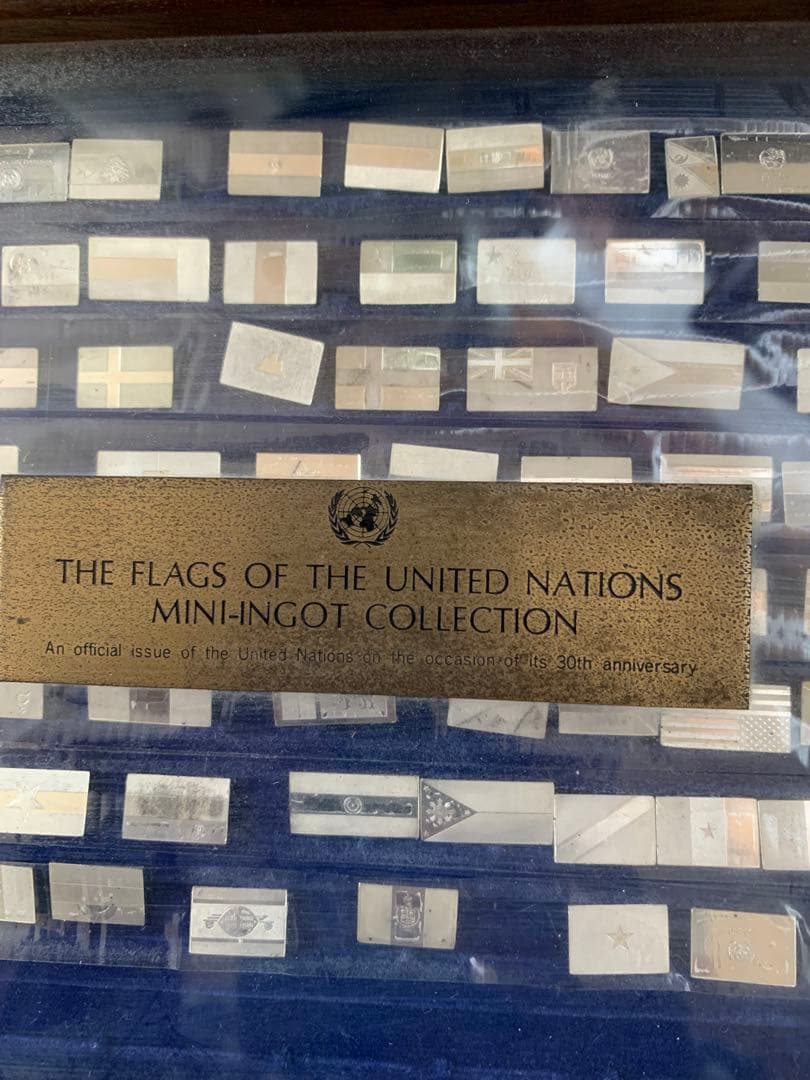 THE FLAGS OF THE UNITED NATIONS
MINI-INGOT COLLECTION
An official issue of the United Nations on the occasion of its 30th anniversary